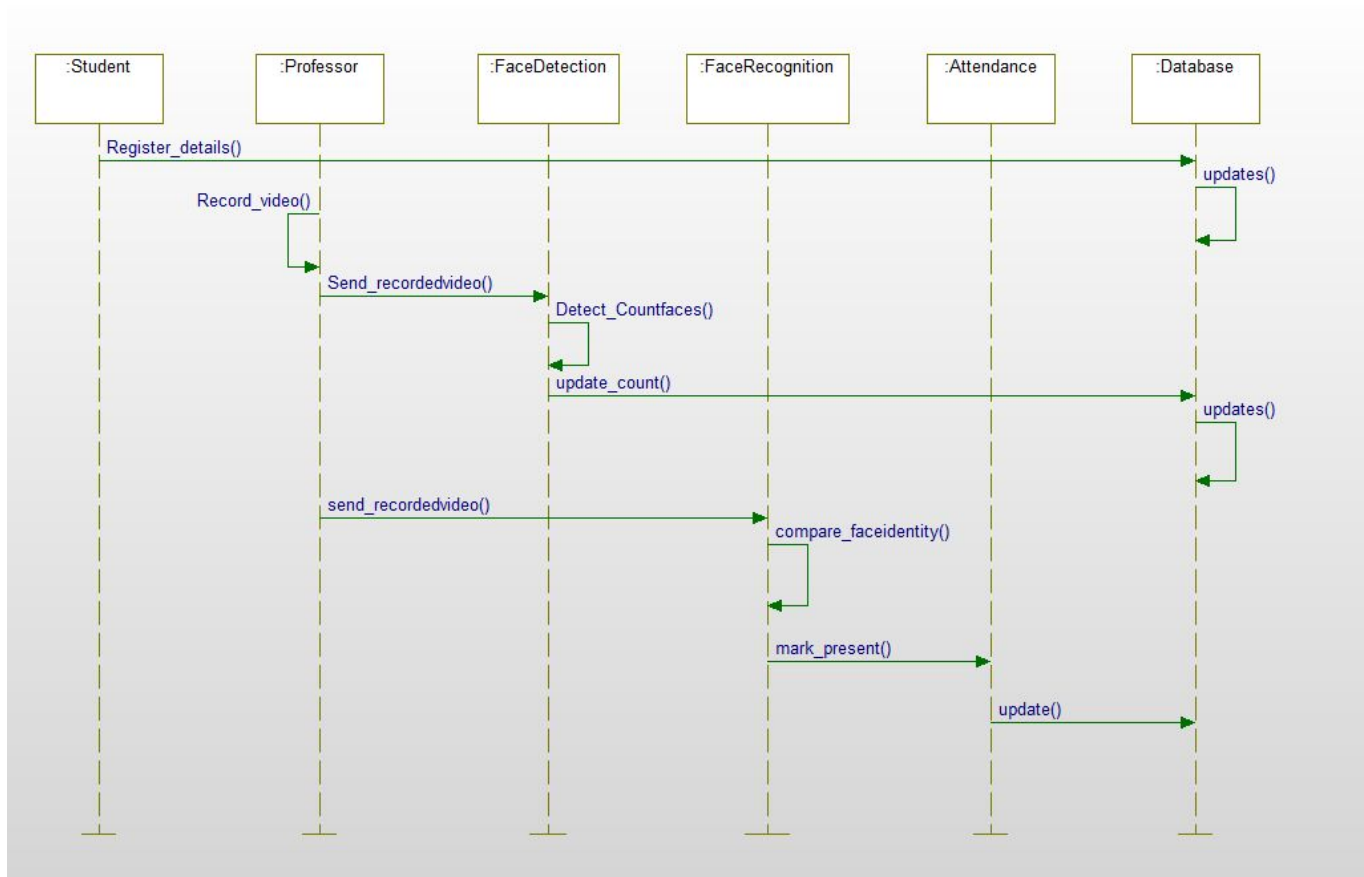 :Student
:Professor
:FaceDetection
:FaceRecognition
:Attendance
:Database
Register_details()
updates()
Record_video()
Send_recordedvideo()
Detect_Countfaces()
update_count()
updates()
send_recordedvideo()
compare_faceidentity()
mark_present()
update()